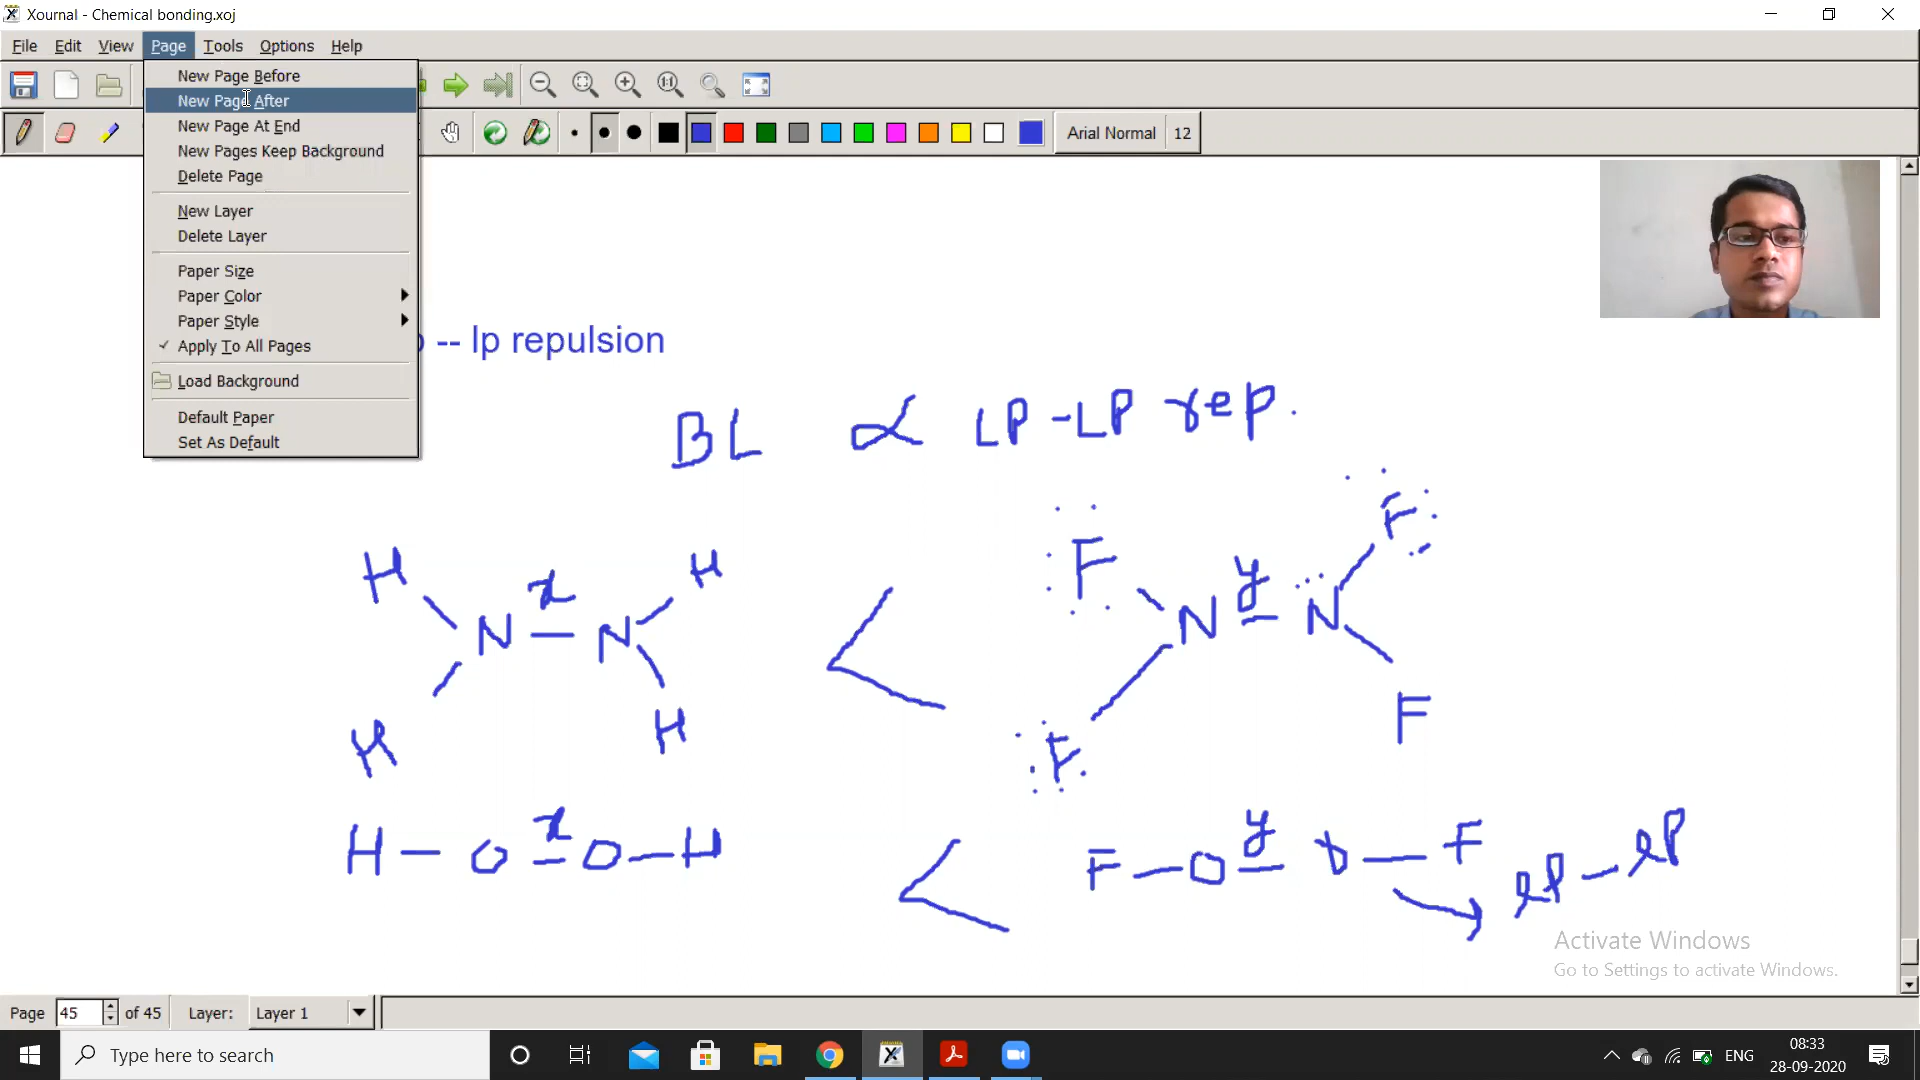 Xournal - Chemical bonding.xoj
File Edit View Page Tools Options Help
New Page Before
New Page After
New Page At End
New Pages Keep Background
Delete Page
New Layer
Delete Layer
Paper Size
Paper Color
Paper Style
Apply To All Pages
Load Background
Default Paper
Set As Default
Arial Normal 12
-- lp repulsion
BL ∝ LP-LP rep.
H N x N H H H
< F N y N F F F
H - O x O - H < F - O y O - F lp - lp
Activate Windows
Go to Settings to activate Windows.
Page 45 of 45 Layer: Layer 1
Type here to search
ENG
08:33
28-09-2020